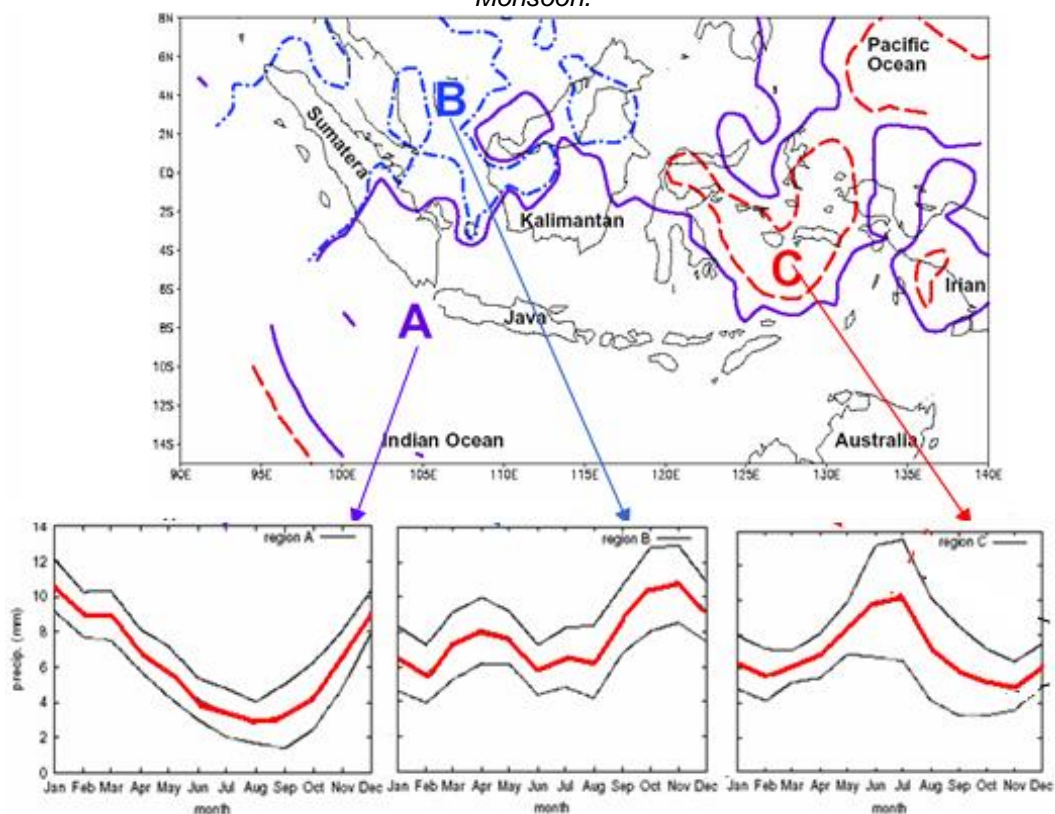 Monsoon.
8N
6N
4N
2N
EQ
2S
4S
6S
8S
10S
12S
14S
90E
95E
100E
105E
110E
115E
120E
125E
130E
135E
140E
Pacific
Ocean
B
Sumatera
Kalimantan
C
Irian
A
Java
Indian Ocean
Australia
14
12
10
8
6
4
2
0
precip. (mm)
region A
Jan Feb Mar Apr May Jun Jul Aug Sep Oct Nov Dec
month
region B
Jan Feb Mar Apr May Jun Jul Aug Sep Oct Nov Dec
month
region C
Jan Feb Mar Apr May Jun Jul Aug Sep Oct Nov Dec
month